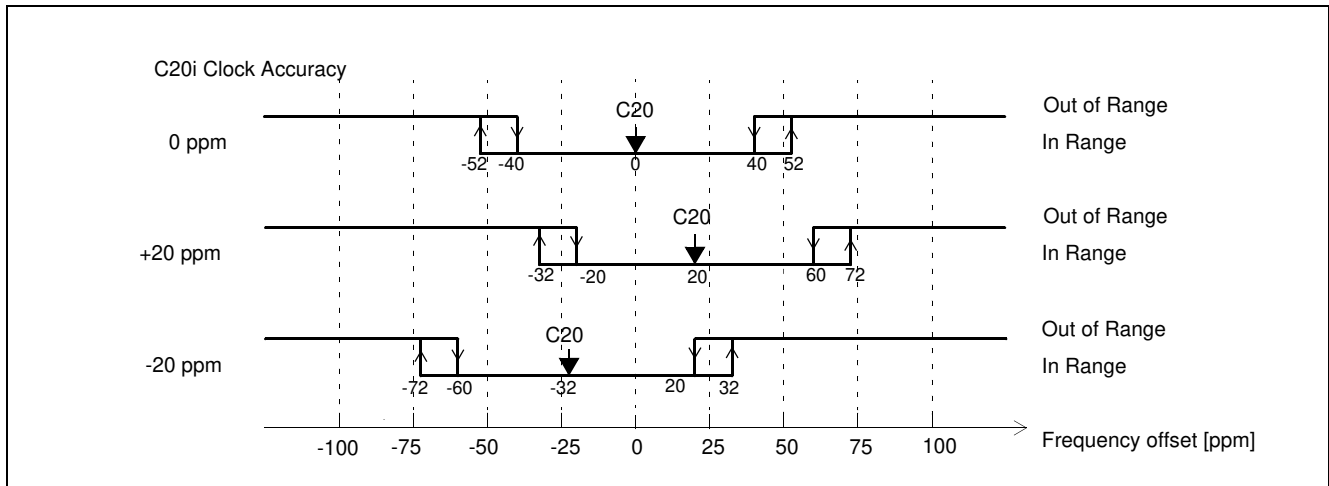 C20i Clock Accuracy
C20
Out of Range
0 ppm
In Range
-52 -40 0 40 52
C20
Out of Range
+20 ppm
In Range
-32 -20 20 60 72
C20
Out of Range
-20 ppm
In Range
-72 -60 -32 20 32
-100 -75 -50 -25 0 25 50 75 100
Frequency offset [ppm]